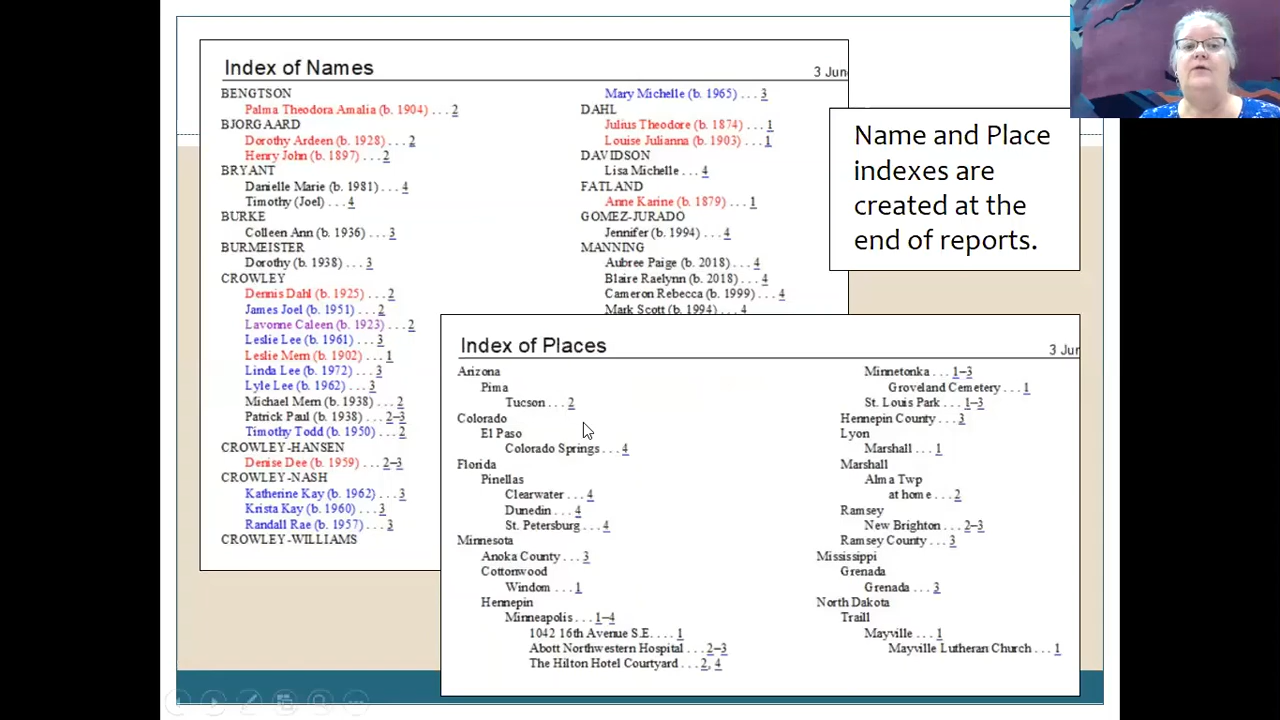 Index of Names
3 Jun
BENGTSON
Palma Theodora Amalia (b. 1904) . . . 2
BJORGAARD
Dorothy Ardeen (b. 1928) . . . 2
Henry John (b. 1897) . . . 2
BRYANT
Danielle Marie (b. 1981) . . . 4
Timothy (Joel) . . . 4
BURKE
Colleen Ann (b. 1936) . . . 3
BURMEISTER
Dorothy (b. 1938) . . . 3
CROWLEY
Dennis Dahl (b. 1925) . . . 2
James Joel (b. 1951) . . . 2
Lavonne Caleen (b. 1923) . . . 2
Leslie Lee (b. 1961) . . . 3
Leslie Mern (b. 1902) . . . 1
Linda Lee (b. 1972) . . . 3
Lyle Lee (b. 1962) . . . 3
Michael Mern (b. 1938) . . . 2
Patrick Paul (b. 1938) . . . 2–3
Timothy Todd (b. 1950) . . . 2
CROWLEY-HANSEN
Denise Dee (b. 1959) . . . 2–3
CROWLEY-NASH
Katherine Kay (b. 1962) . . . 3
Krista Kay (b. 1960) . . . 3
Randall Rae (b. 1957) . . . 3
CROWLEY-WILLIAMS
Mary Michelle (b. 1965) . . . 3
DAHL
Julius Theodore (b. 1874) . . . 1
Louise Julianna (b. 1903) . . . 1
DAVIDSON
Lisa Michelle . . . 4
FATLAND
Anne Karine (b. 1879) . . . 1
GOMEZ-JURADO
Jennifer (b. 1994) . . . 4
MANNING
Aubree Paige (b. 2018) . . . 4
Blaire Raelynn (b. 2018) . . . 4
Cameron Rebecca (b. 1999) . . . 4
Mark Scott (b. 1994) . . . 4
Name and Place
indexes are
created at the
end of reports.
Index of Places
3 Jur
Arizona
Pima
Tucson . . . 2
Colorado
El Paso
Colorado Springs . . . 4
Florida
Pinellas
Clearwater . . . 4
Dunedin . . . 4
St. Petersburg . . . 4
Minnesota
Anoka County . . . 3
Cottonwood
Windom . . . 1
Hennepin
Minneapolis . . . 1–4
1042 16th Avenue S.E. . . . 1
Abott Northwestern Hospital . . . 2–3
The Hilton Hotel Courtyard . . . 2, 4
Minnetonka . . . 1–3
Groveland Cemetery . . . 1
St. Louis Park . . . 1–3
Hennepin County . . . 3
Lyon
Marshall . . . 1
Marshall
Alma Twp
at home . . . 2
Ramsey
New Brighton . . . 2–3
Ramsey County . . . 3
Mississippi
Grenada
Grenada . . . 3
North Dakota
Traill
Mayville . . . 1
Mayville Lutheran Church . . . 1